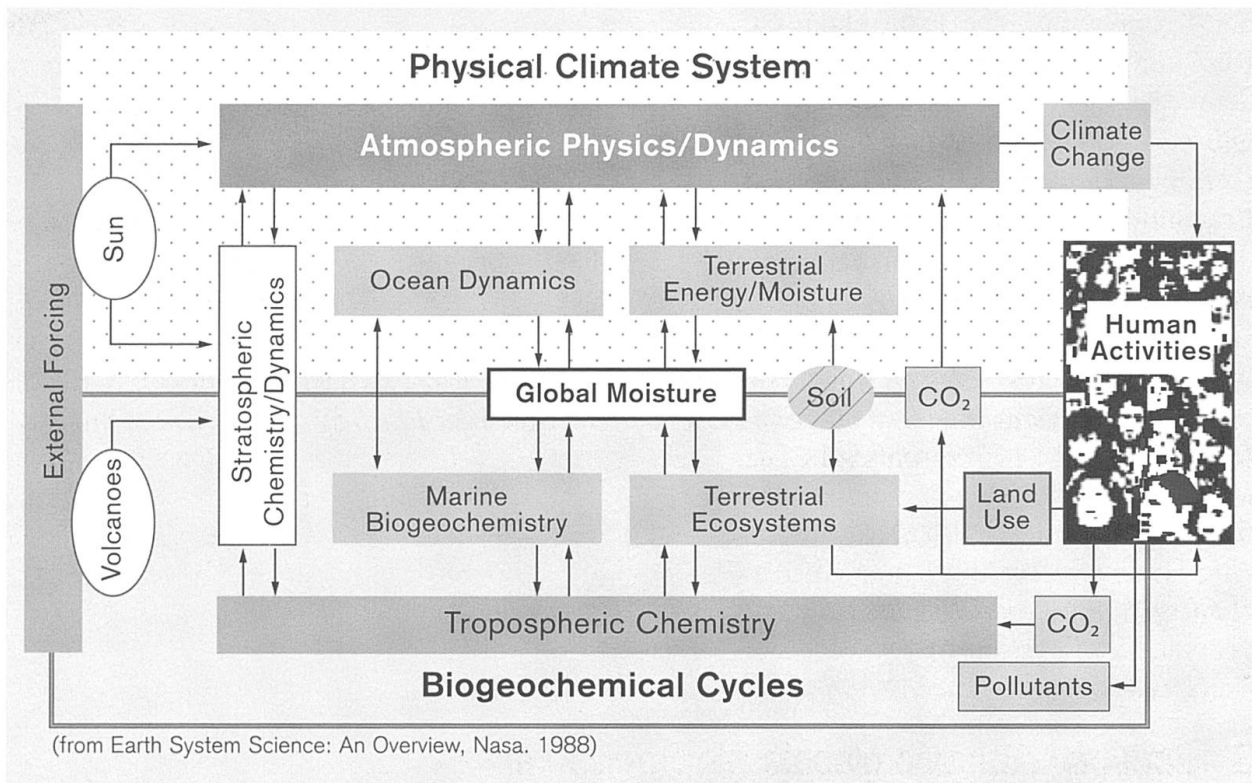 Physical Climate System
Atmospheric Physics/Dynamics
Climate
Change
External Forcing
Sun
Stratospheric
Chemistry/Dynamics
Ocean Dynamics
Terrestrial
Energy/Moisture
Human
Activities
Global Moisture
Soil
CO₂
Volcanoes
Marine
Biogeochemistry
Terrestrial
Ecosystems
Land
Use
Tropospheric Chemistry
CO₂
Biogeochemical Cycles
Pollutants
(from Earth System Science: An Overview, Nasa. 1988)